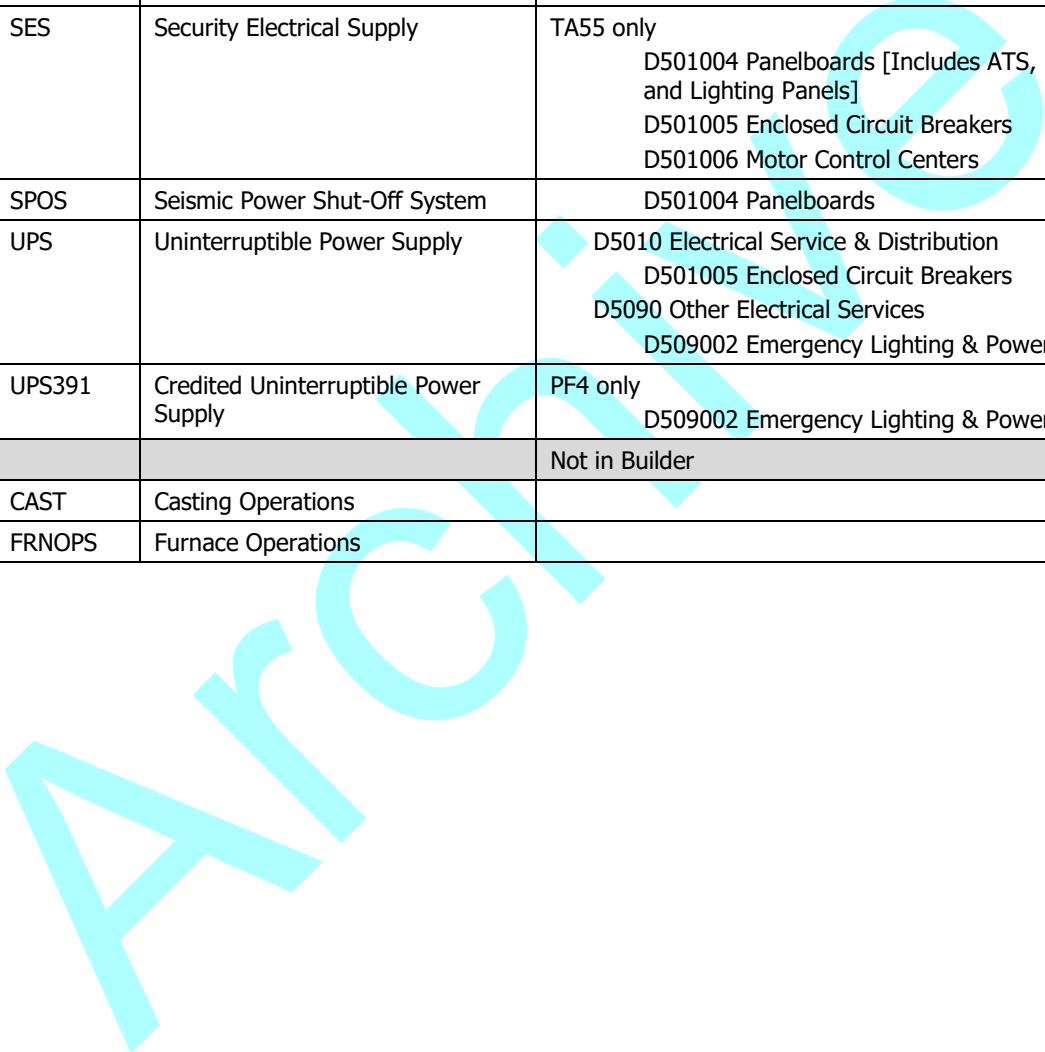 SES Security Electrical Supply TA55 only
D501004 Panelboards [Includes ATS,
and Lighting Panels]
D501005 Enclosed Circuit Breakers
D501006 Motor Control Centers
SPOS Seismic Power Shut-Off System D501004 Panelboards
UPS Uninterruptible Power Supply D5010 Electrical Service & Distribution
D501005 Enclosed Circuit Breakers
D5090 Other Electrical Services
D509002 Emergency Lighting & Power
UPS391 Credited Uninterruptible Power PF4 only
Supply D509002 Emergency Lighting & Power
Not in Builder
CAST Casting Operations
FRNOPS Furnace Operations
Archive